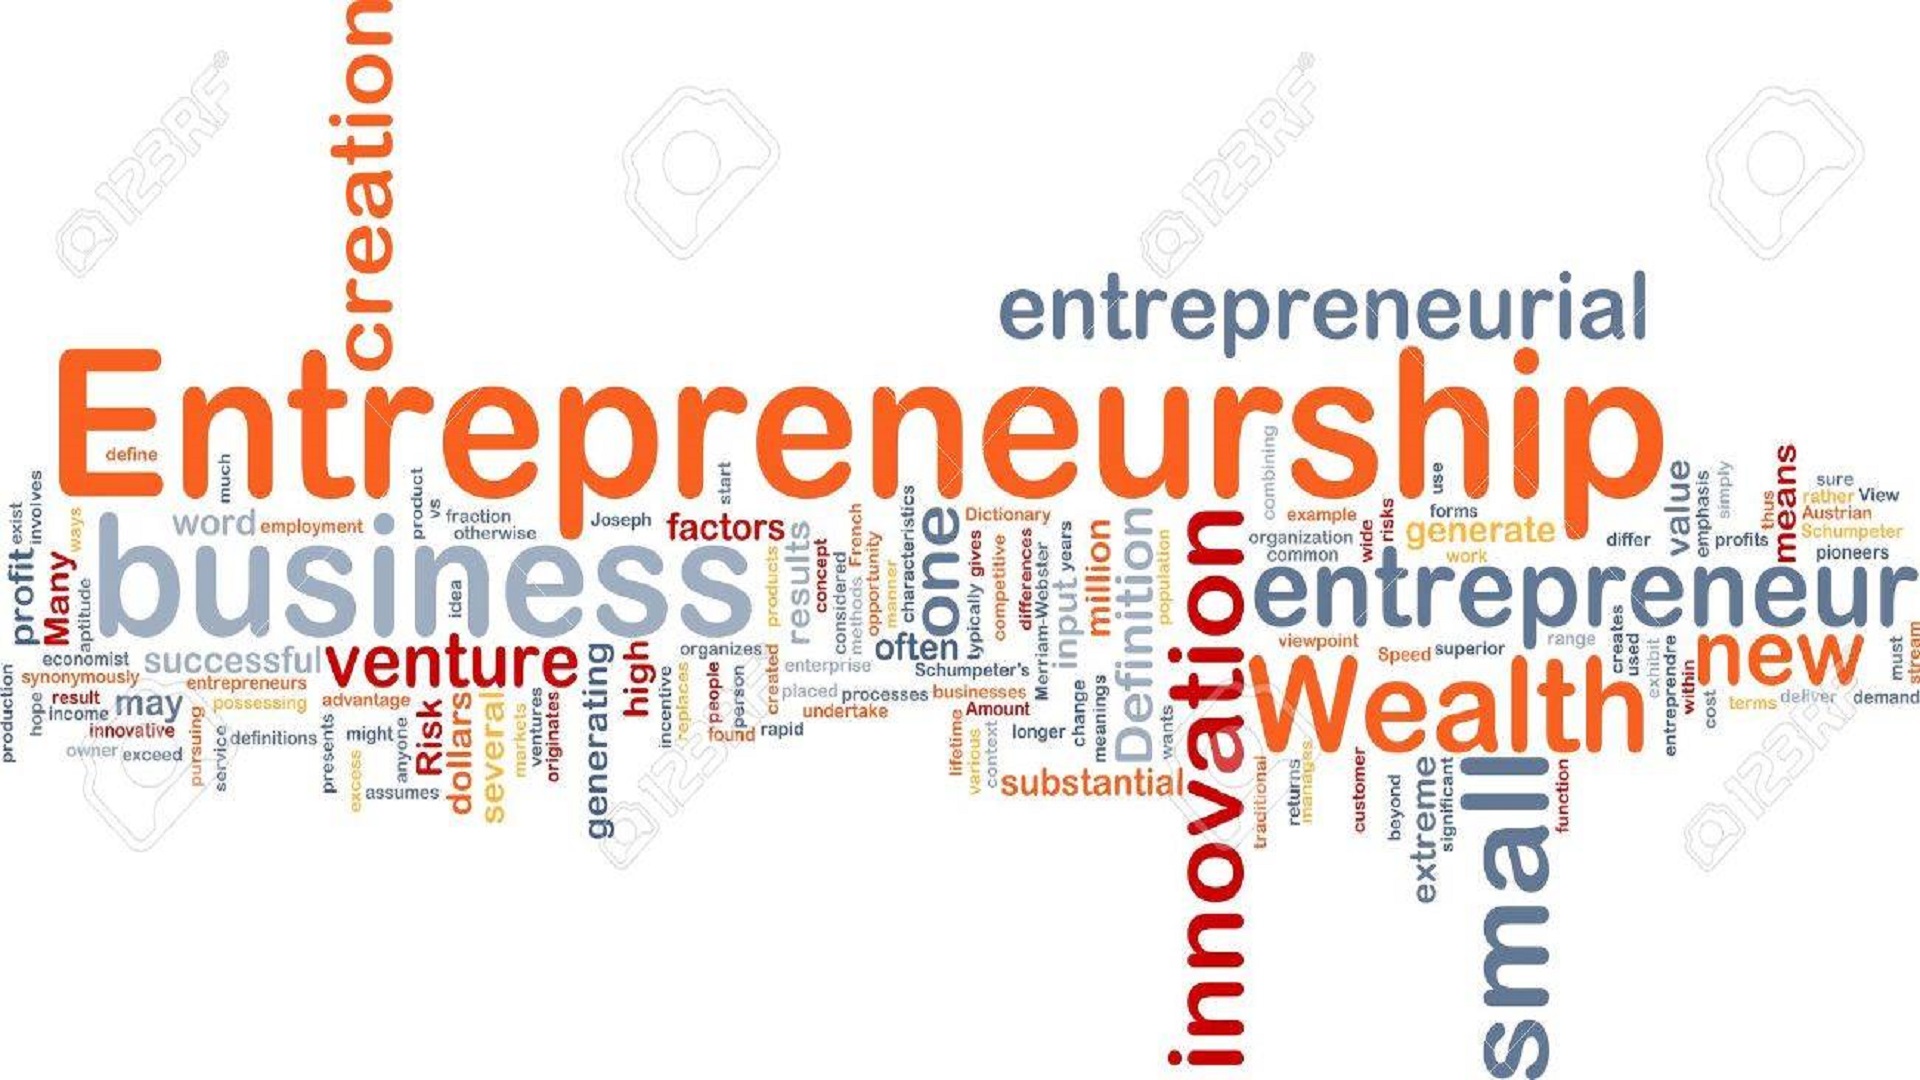 creation
entrepreneurial
Entrepreneurship
define
much
product
vs
fraction
otherwise
word
employment
business
idea
Joseph
factors
start
results
products
concept
considered
methods
French
opportunity
manner
characteristics
often
one
Dictionary
typically
gives
competitive
differences
Merriam-Webster
input
years
million
Definition
population
innovation
combining
example
organization
common
wide
risks
use
forms
generate
work
differ
value
emphasis
simply
profits
thus
means
sure
rather
View
Austrian
Schumpeter
pioneers
entrepreneur
exist
involves
profit
Many
ways
aptitude
economist
synonymously
successful
venture
entrepreneurs
possessing
advantage
production
hope
result
income
may
innovative
owner
exceed
pursuing
service
definitions
presents
might
excess
anyone
assumes
Risk
dollars
several
markets
ventures
originates
generating
high
incentive
replaces
people
person
organizes
created
found
rapid
enterprise
placed
processes
undertake
Schumpeter's
businesses
Amount
lifetime
various
context
longer
change
meanings
wants
substantial
viewpoint
Speed
superior
range
creates
used
exhibit
entreprendre
within
new
cost
terms
deliver
must
stream
demand
Wealth
traditional
returns
manages
customer
beyond
extreme
significant
small
function
123RF
123RF
123RF
123RF